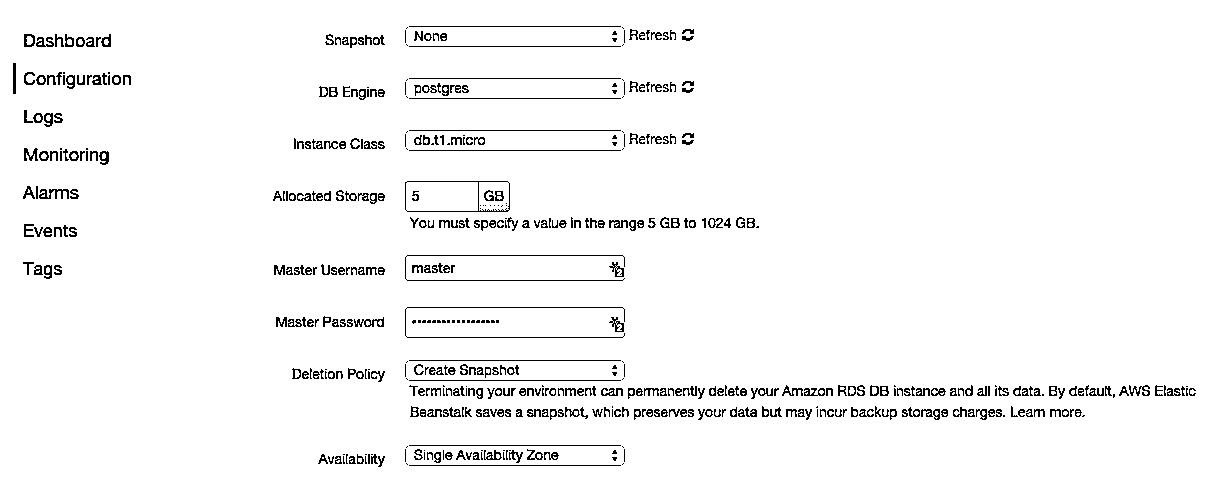 Dashboard
Configuration
Logs
Monitoring
Alarms
Events
Tags
Snapshot None Refresh
DB Engine postgres Refresh
Instance Class db.t1.micro Refresh
Allocated Storage 5 GB
You must specify a value in the range 5 GB to 1024 GB.
Master Username master
Master Password •••••••••••••••••
Deletion Policy Create Snapshot
Terminating your environment can permanently delete your Amazon RDS DB instance and all its data. By default, AWS Elastic
Beanstalk saves a snapshot, which preserves your data but may incur backup storage charges. Learn more.
Availability Single Availability Zone